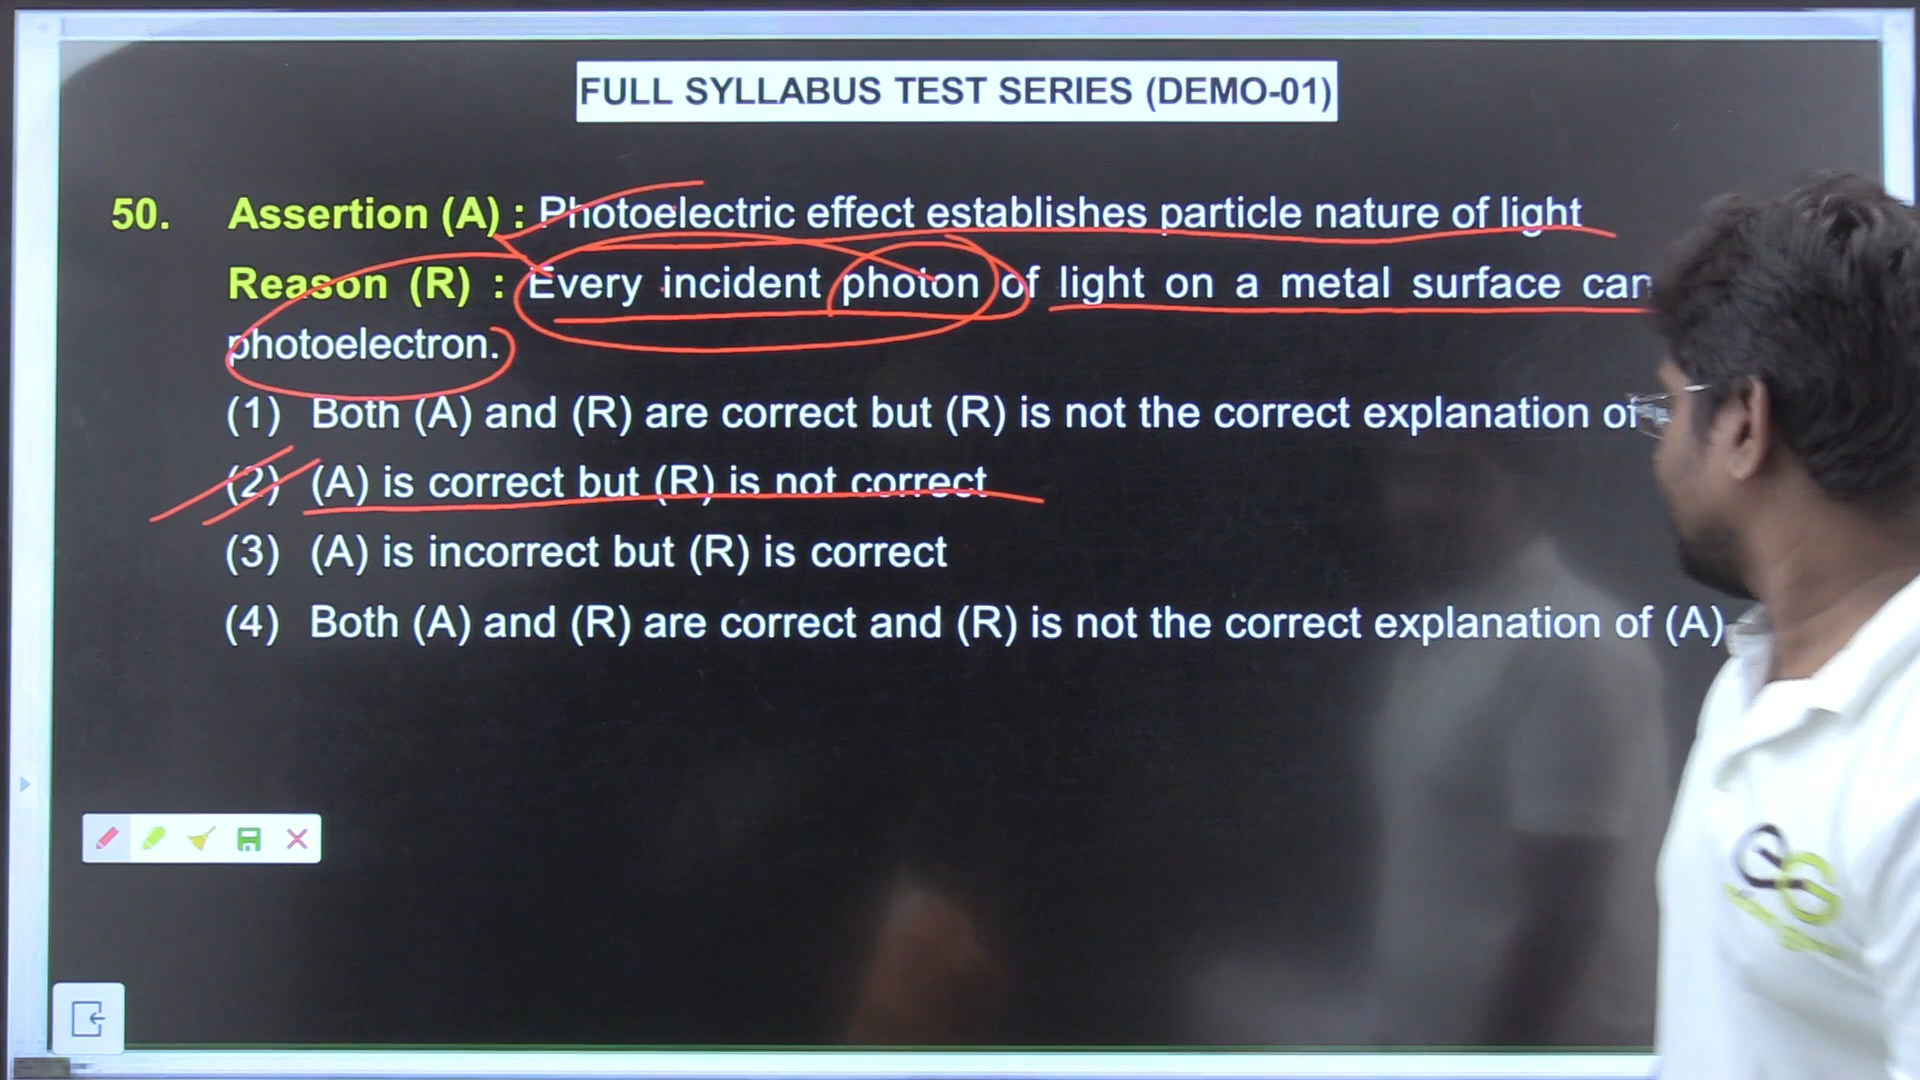 FULL SYLLABUS TEST SERIES (DEMO-01)
50. Assertion (A) : Photoelectric effect establishes particle nature of light
Reason (R) : Every incident photon of light on a metal surface can
photoelectron.
(1) Both (A) and (R) are correct but (R) is not the correct explanation of
(2) (A) is correct but (R) is not correct
(3) (A) is incorrect but (R) is correct
(4) Both (A) and (R) are correct and (R) is not the correct explanation of (A)